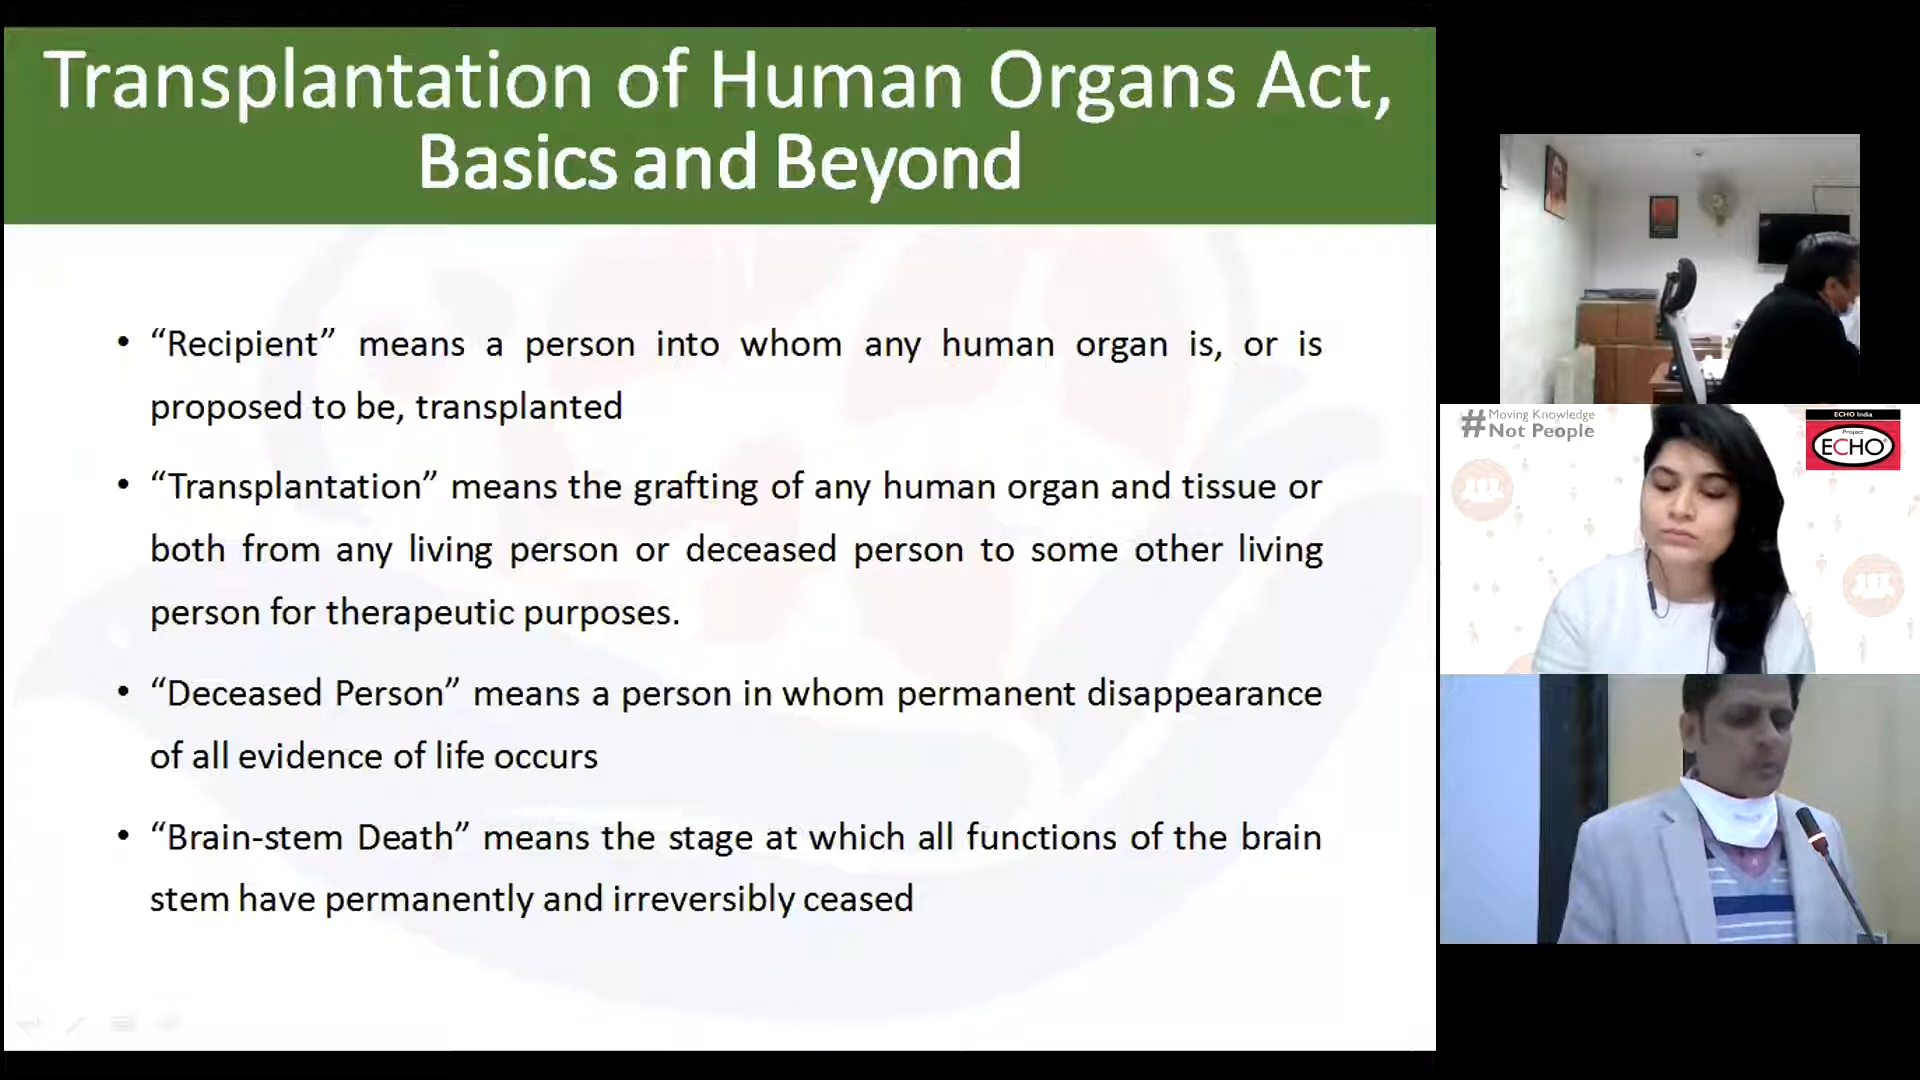 Transplantation of Human Organs Act,
Basics and Beyond
• “Recipient” means a person into whom any human organ is, or is
proposed to be, transplanted
• “Transplantation” means the grafting of any human organ and tissue or
both from any living person or deceased person to some other living
person for therapeutic purposes.
• “Deceased Person” means a person in whom permanent disappearance
of all evidence of life occurs
• “Brain-stem Death” means the stage at which all functions of the brain
stem have permanently and irreversibly ceased
# Moving Knowledge
Not People
ECHO India
Project
ECHO®